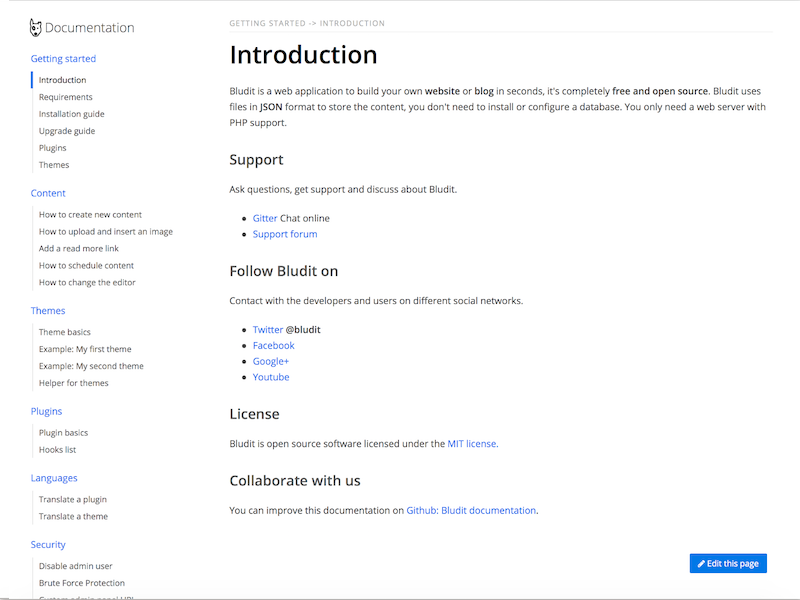 Documentation
Getting started
Introduction
Requirements
Installation guide
Upgrade guide
Plugins
Themes
Content
How to create new content
How to upload and insert an image
Add a read more link
How to schedule content
How to change the editor
Themes
Theme basics
Example: My first theme
Example: My second theme
Helper for themes
Plugins
Plugin basics
Hooks list
Languages
Translate a plugin
Translate a theme
Security
Disable admin user
Brute Force Protection
GETTING STARTED -> INTRODUCTION
Introduction
Bludit is a web application to build your own website or blog in seconds, it's completely free and open source. Bludit uses
files in JSON format to store the content, you don't need to install or configure a database. You only need a web server with
PHP support.
Support
Ask questions, get support and discuss about Bludit.
Gitter Chat online
Support forum
Follow Bludit on
Contact with the developers and users on different social networks.
Twitter @bludit
Facebook
Google+
Youtube
License
Bludit is open source software licensed under the MIT license.
Collaborate with us
You can improve this documentation on Github: Bludit documentation.
Edit this page